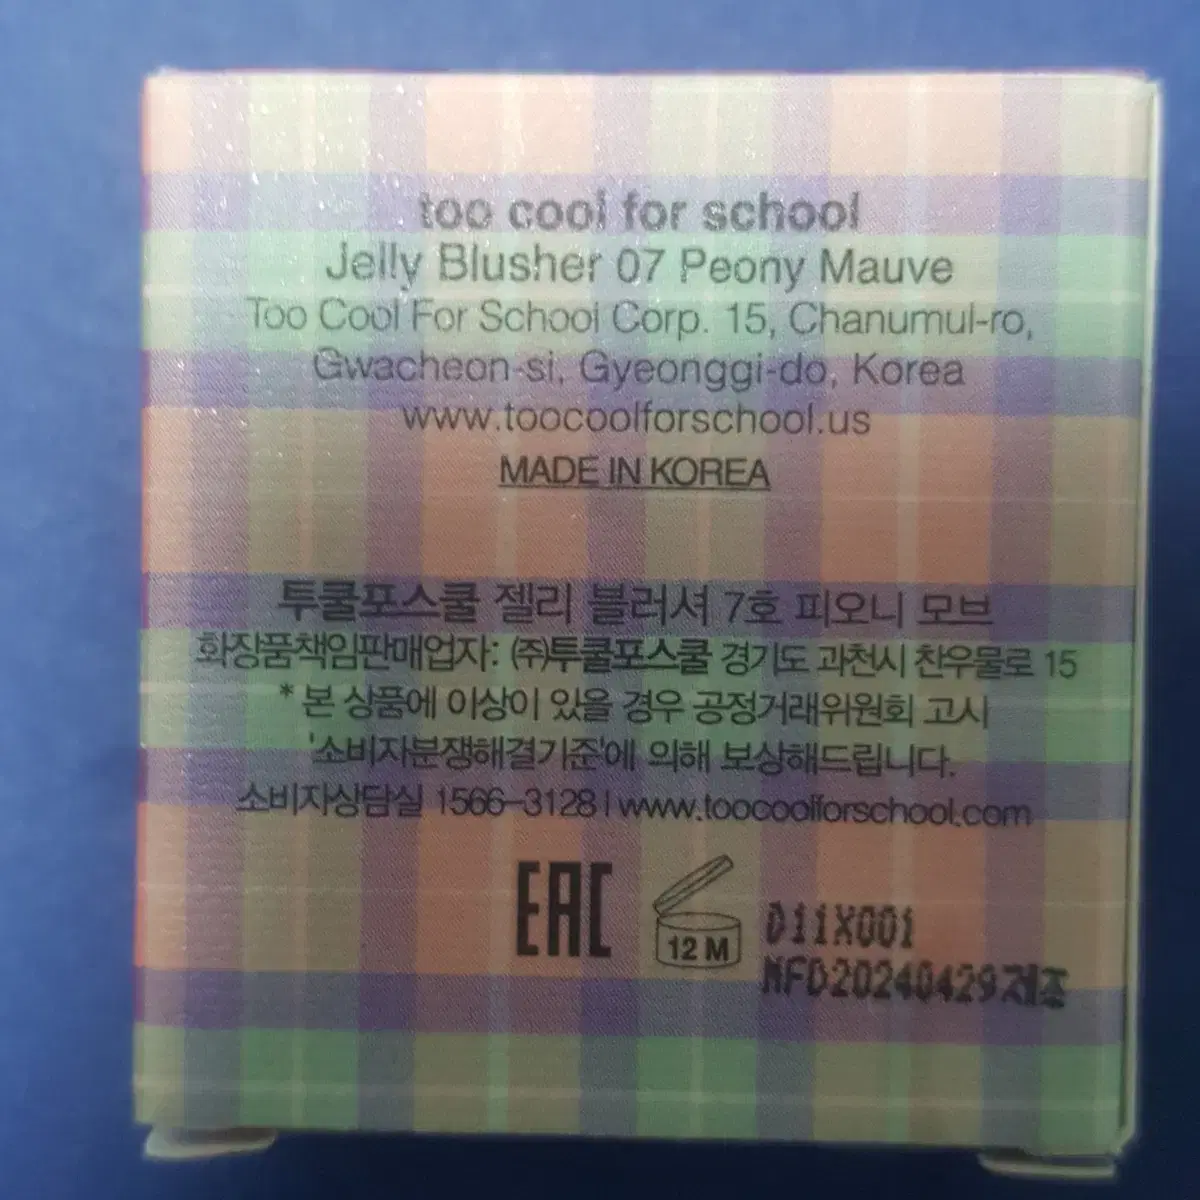 too cool for school
Jelly Blusher 07 Peony Mauve
Too Cool For School Corp. 15, Chanumul-ro,
Gwacheon-si, Gyeonggi-do, Korea
www.toocoolforschool.us
MADE IN KOREA
투쿨포스쿨 젤리 블러셔 7호 피오니 모브
화장품책임판매업자: ㈜투쿨포스쿨 경기도 과천시 찬우물로 15
* 본 상품에 이상이 있을 경우 공정거래위원회 고시
'소비자분쟁해결기준'에 의해 보상해드립니다.
소비자상담실 1566-3128 | www.toocoolforschool.com
EAC
12 M
D11X001
MFD20240429제조